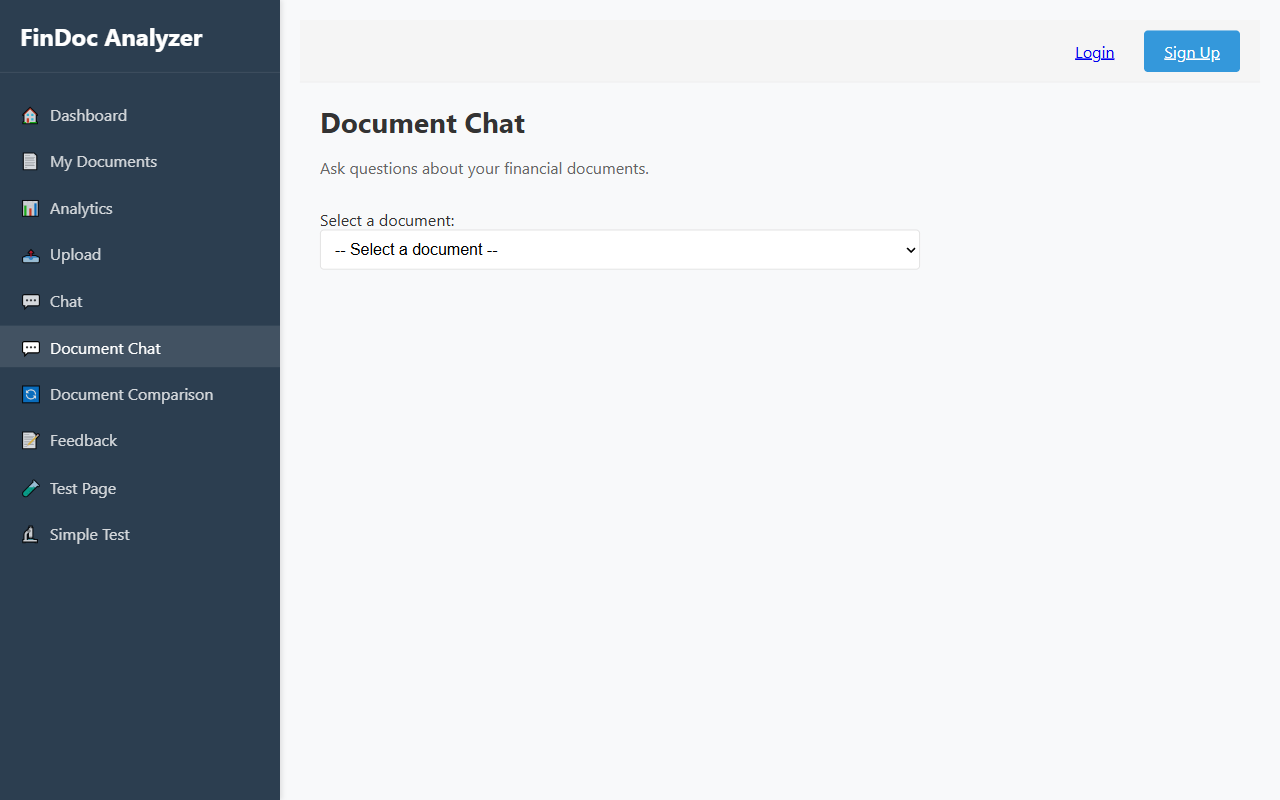 FinDoc Analyzer
Dashboard
My Documents
Analytics
Upload
Chat
Document Chat
Document Comparison
Feedback
Test Page
Simple Test
Login
Sign Up
Document Chat
Ask questions about your financial documents.
Select a document:
-- Select a document --